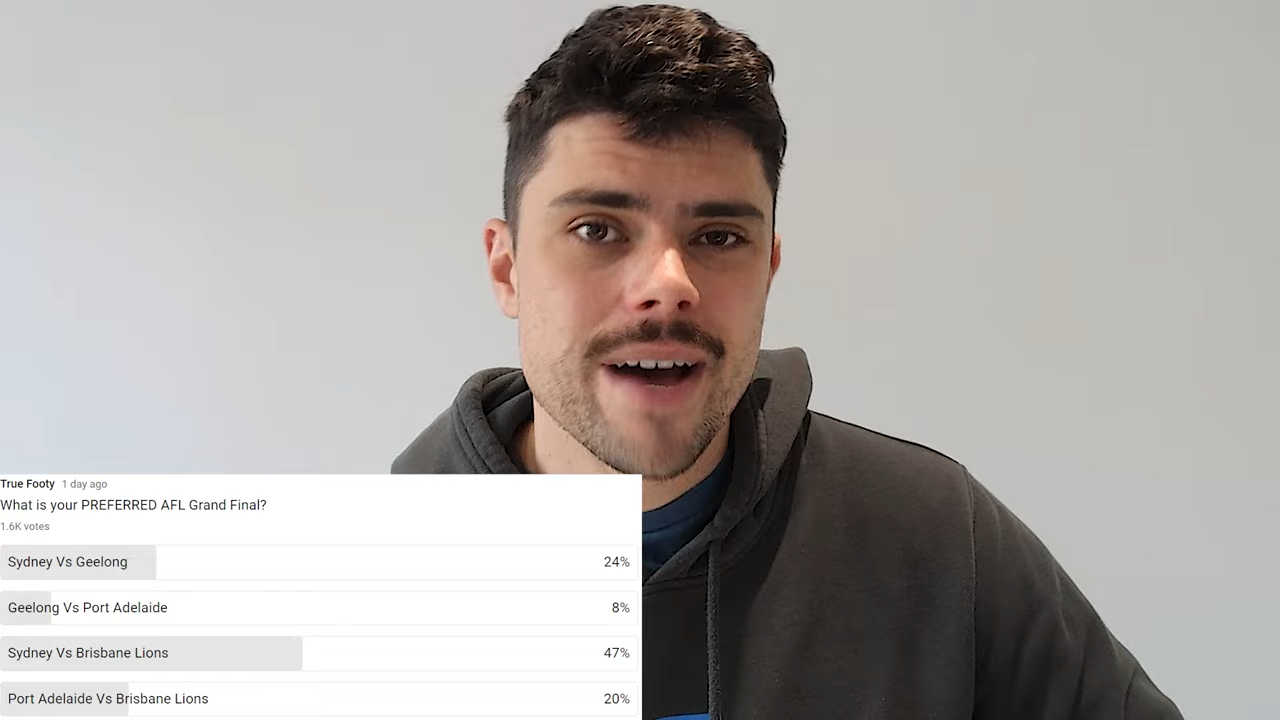 True Footy 1 day ago
What is your PREFERRED AFL Grand Final?
1.6K votes
Sydney Vs Geelong 24%
Geelong Vs Port Adelaide 8%
Sydney Vs Brisbane Lions 47%
Port Adelaide Vs Brisbane Lions 20%